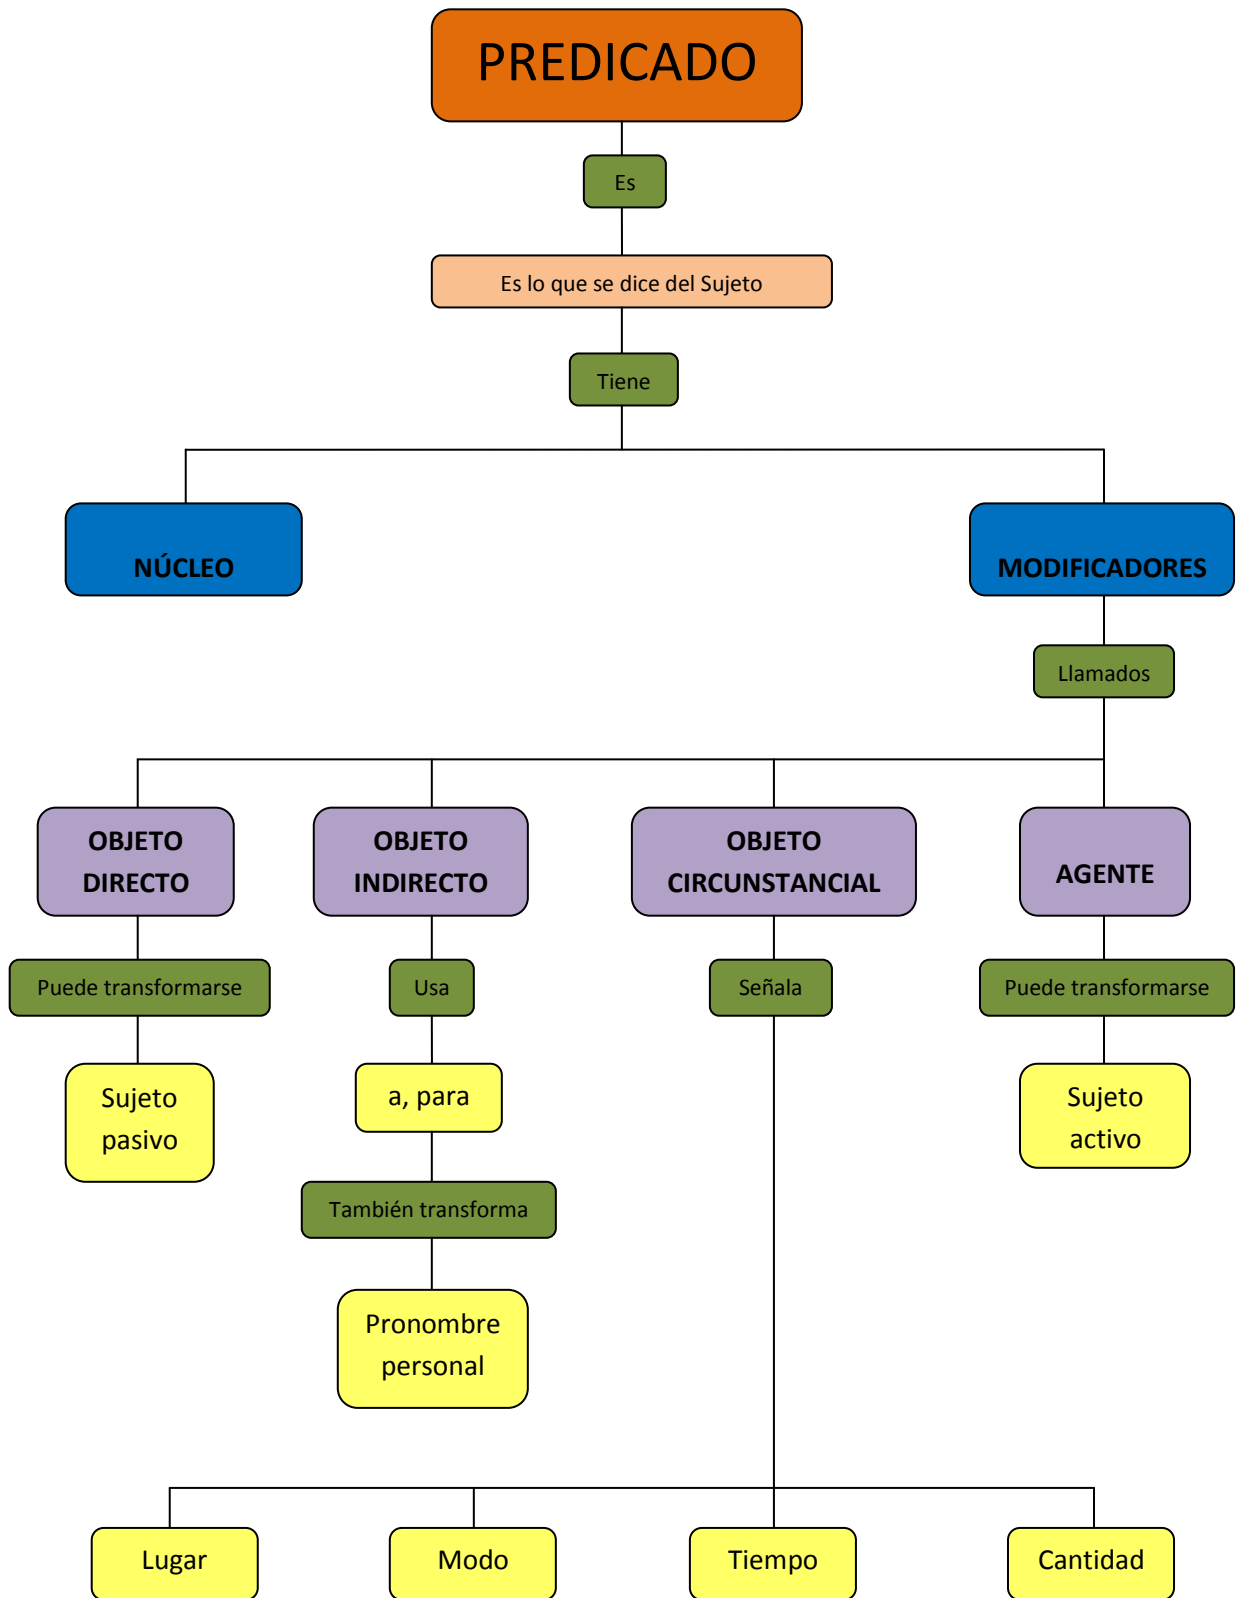 PREDICADO
Es
Es lo que se dice del Sujeto
Tiene
NÚCLEO
MODIFICADORES
Llamados
OBJETO
DIRECTO
OBJETO
INDIRECTO
OBJETO
CIRCUNSTANCIAL
AGENTE
Puede transformarse
Usa
Señala
Puede transformarse
Sujeto
pasivo
a, para
Sujeto
activo
También transforma
Pronombre
personal
Lugar
Modo
Tiempo
Cantidad